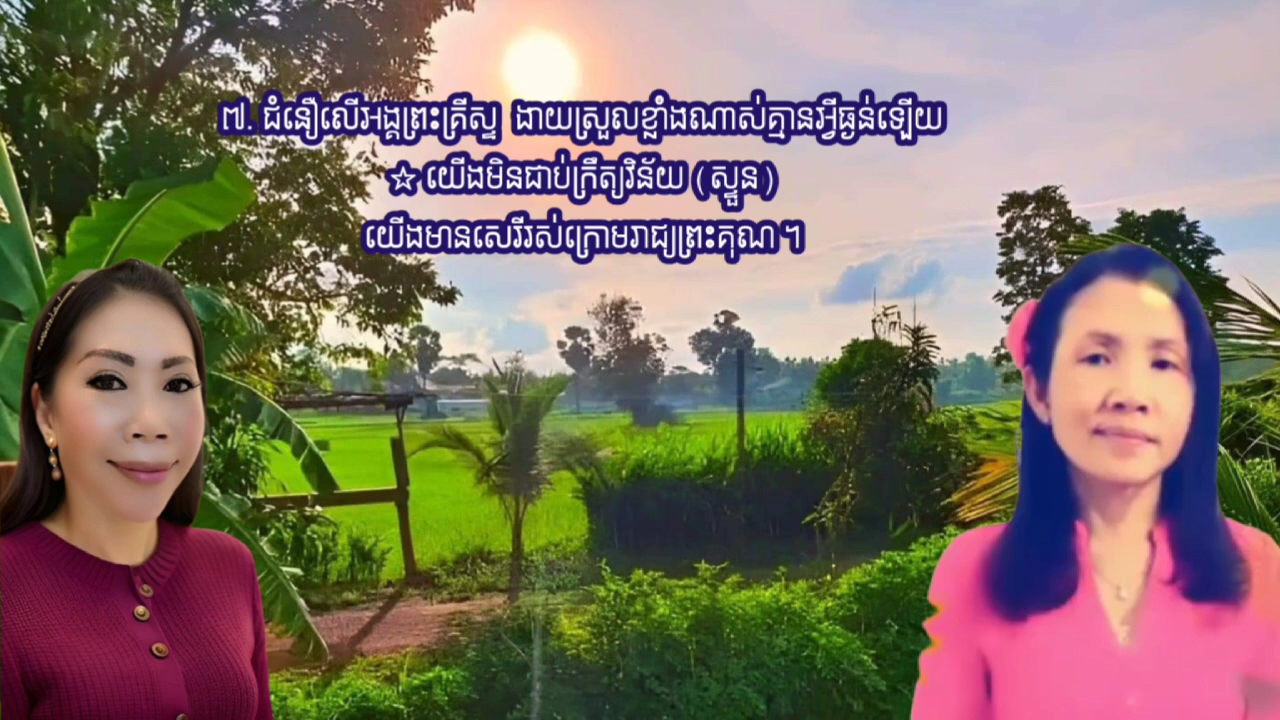 ៧. ជំនឿលើអង្គព្រះគ្រីស្ទ ងាយស្រួលខ្លាំងណាស់គ្មានអ្វីធ្ងន់ឡើយ
☆ យើងមិនជាប់ក្រឹត្យវិន័យ ( ស្ទួន )
យើងមានសេរីរស់ក្រោមរាជ្យព្រះគុណ ។